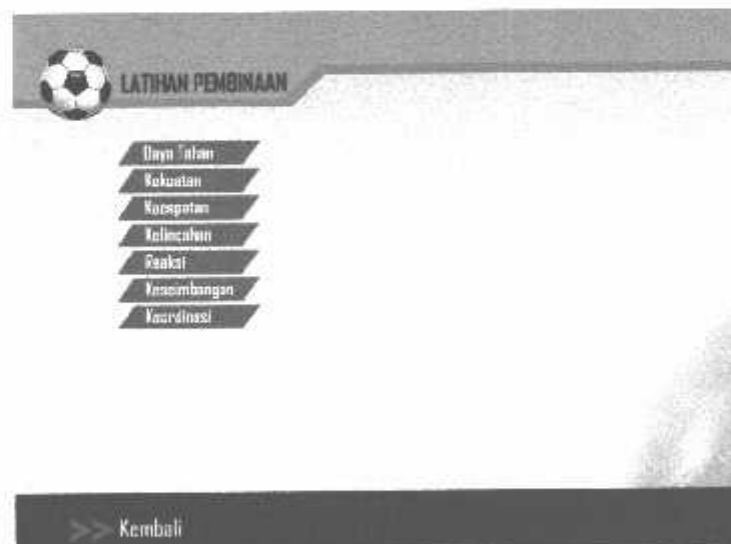 LATIHAN PEMBINAAN
Daya Tahan
Kekuatan
Kecepatan
Kelincahan
Reaksi
Keseimbangan
Koordinasi
>> Kembali